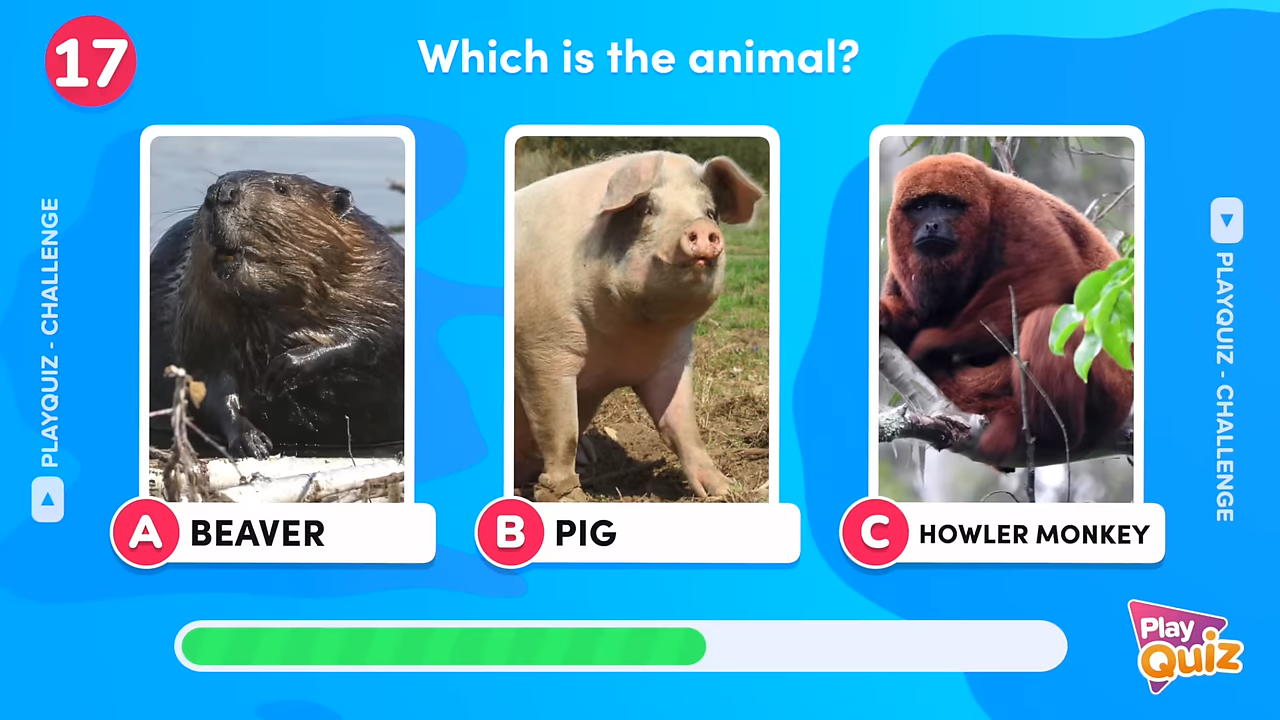 17
Which is the animal?
PLAYQUIZ - CHALLENGE
PLAYQUIZ - CHALLENGE
A BEAVER
B PIG
C HOWLER MONKEY
Play
Quiz